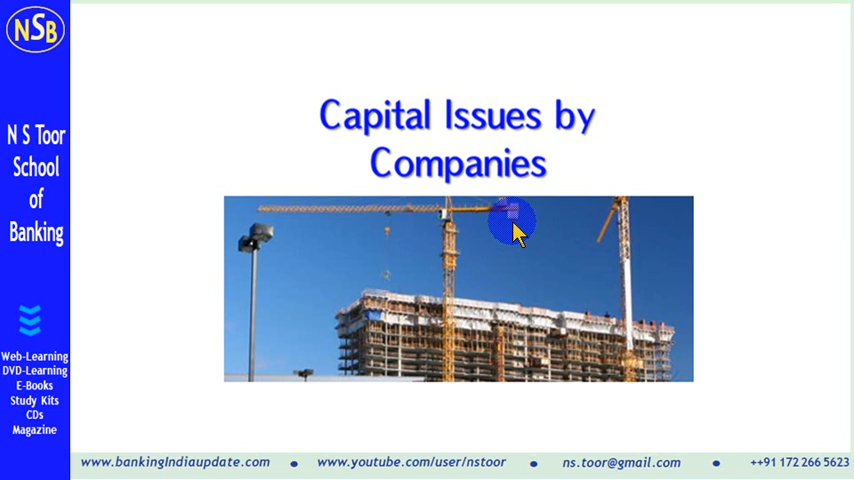 NSB
N S Toor
School
of
Banking
Web-Learning
DVD-Learning
E-Books
Study Kits
CDs
Magazine
Capital Issues by
Companies
www.bankingIndiaupdate.com • www.youtube.com/user/nstoor • ns.toor@gmail.com • ++91 172 266 5623